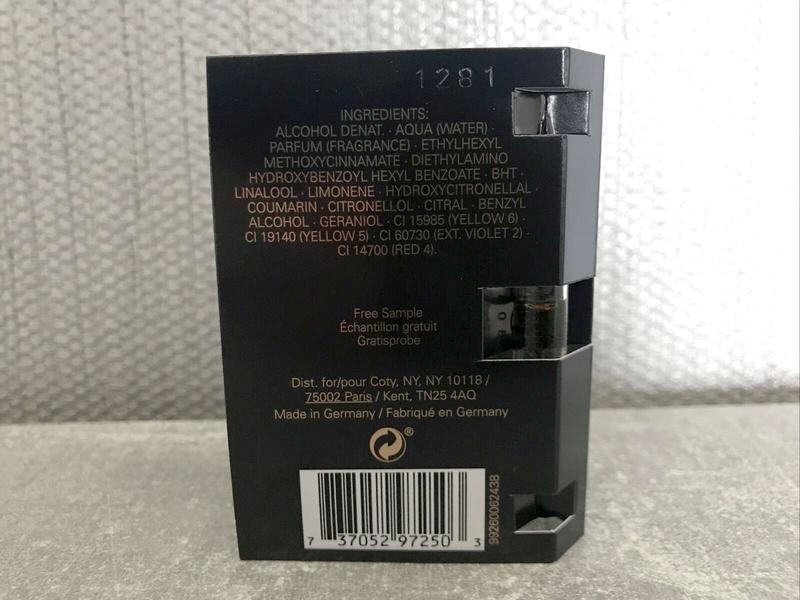 1281
INGREDIENTS:
ALCOHOL DENAT. · AQUA (WATER) ·
PARFUM (FRAGRANCE) · ETHYLHEXYL
METHOXYCINNAMATE · DIETHYLAMINO
HYDROXYBENZOYL HEXYL BENZOATE · BHT ·
LINALOOL · LIMONENE · HYDROXYCITRONELLAL ·
COUMARIN · CITRONELLOL · CITRAL · BENZYL
ALCOHOL · GERANIOL · CI 15985 (YELLOW 6) ·
CI 19140 (YELLOW 5) · CI 60730 (EXT. VIOLET 2) ·
CI 14700 (RED 4).
Free Sample
Échantillon gratuit
Gratisprobe
Dist. for/pour Coty, NY, NY 10118 /
75002 Paris / Kent, TN25 4AQ
Made in Germany / Fabriqué en Germany
®
7 37052 97250 3
99260062438